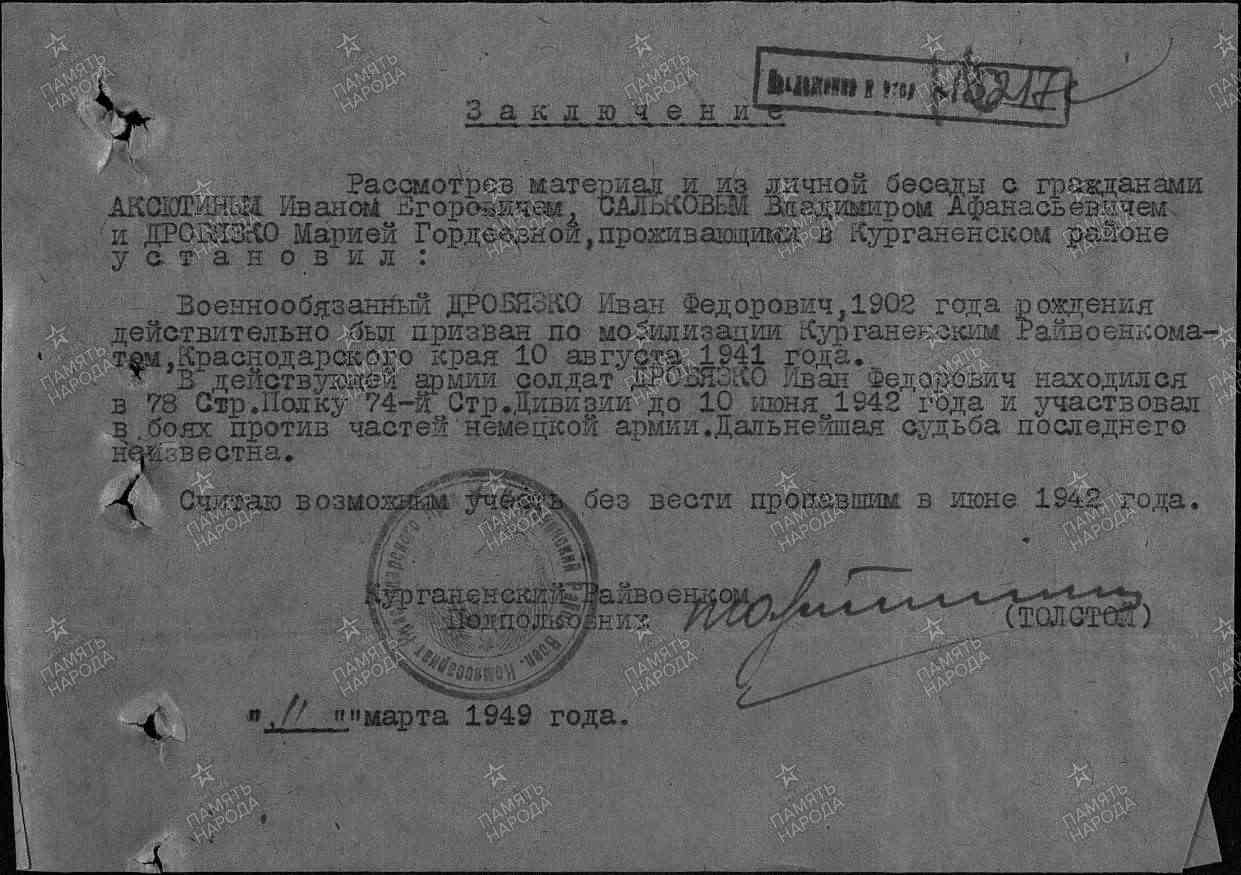 Заключение
Рассмотрев материал и из личной беседы с гражданами
АКСЮТИНЫМ Иваном Егоровичем, САЛЬКОВЫМ Владимиром Афанасьевичем
и ДРОБЯЗКО Марией Гордеевной,проживающими в Курганенском районе
установил:
Военнообязанный ДРОБЯЗКО Иван Федорович,1902 года рождения
действительно был призван по мобилизации Курганенским Райвоенкома-
том,Краснодарского края 10 августа 1941 года.
В действующей армии солдат ДРОБЯЗКО Иван Федорович находился
в 78 Стр.Полку 74-й Стр.Дивизии до 10 июня 1942 года и участвовал
в боях против частей немецкой армии.Дальнейшая судьба последнего
неизвестна.
Считаю возможным учесть без вести пропавшим в июне 1942 года.
Курганенский Райвоенком
Подполковник
(ТОЛСТОЙ)
" 11 ""марта 1949 года.
ПАМЯТЬ
НАРОДА